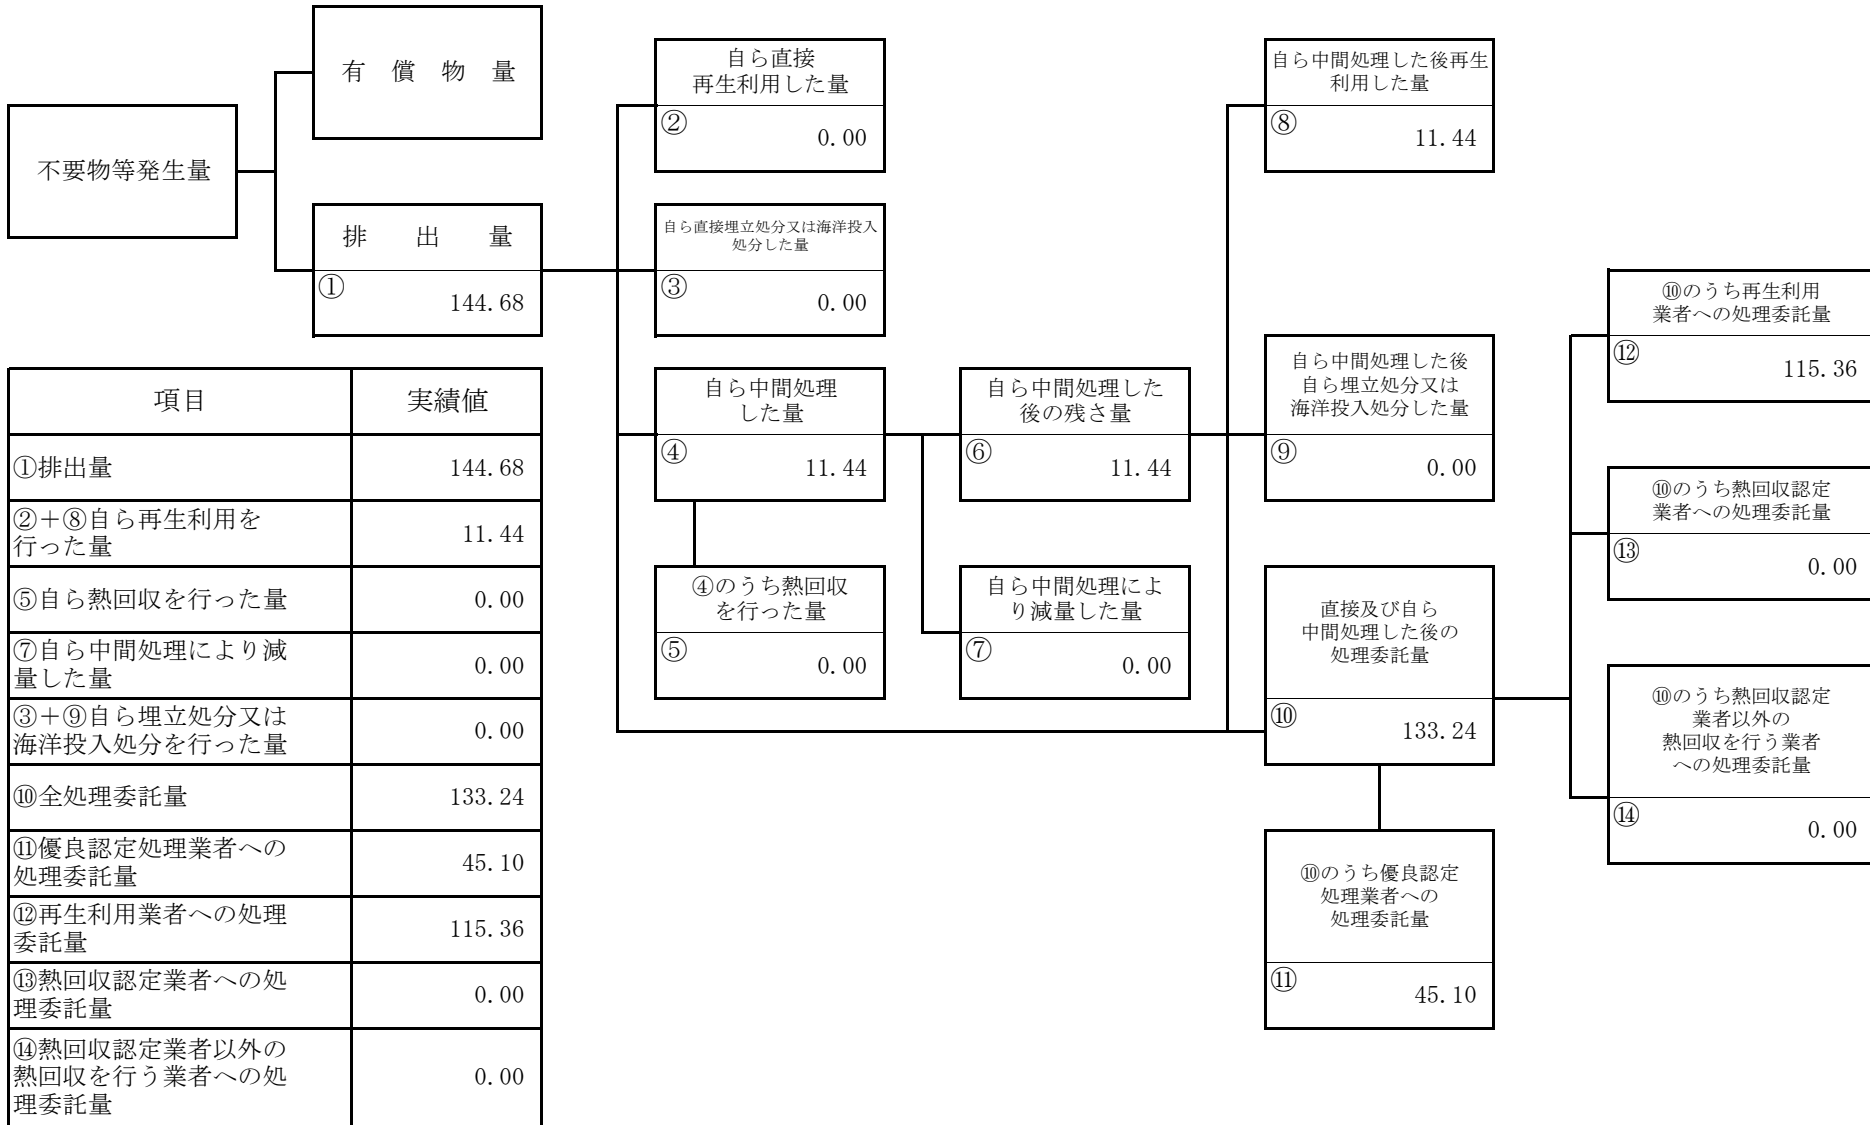 不要物等発生量
有償物量
排出量
①
144.68
自ら直接
再生利用した量
②
0.00
自ら直接埋立処分又は海洋投入
処分した量
③
0.00
自ら中間処理
した量
④
11.44
④のうち熱回収
を行った量
⑤
0.00
自ら中間処理した
後の残さ量
⑥
11.44
自ら中間処理によ
り減量した量
⑦
0.00
自ら中間処理した後再生
利用した量
⑧
11.44
自ら中間処理した後
自ら埋立処分又は
海洋投入処分した量
⑨
0.00
直接及び自ら
中間処理した後の
処理委託量
⑩
133.24
⑩のうち優良認定
処理業者への
処理委託量
⑪
45.10
⑩のうち再生利用
業者への処理委託量
⑫
115.36
⑩のうち熱回収認定
業者への処理委託量
⑬
0.00
⑩のうち熱回収認定
業者以外の
熱回収を行う業者
への処理委託量
⑭
0.00
項目 実績値
①排出量 144.68
②+⑧自ら再生利用を
行った量 11.44
⑤自ら熱回収を行った量 0.00
⑦自ら中間処理により減
量した量 0.00
③+⑨自ら埋立処分又は
海洋投入処分を行った量 0.00
⑩全処理委託量 133.24
⑪優良認定処理業者への
処理委託量 45.10
⑫再生利用業者への処理
委託量 115.36
⑬熱回収認定業者への処
理委託量 0.00
⑭熱回収認定業者以外の
熱回収を行う業者への処
理委託量 0.00